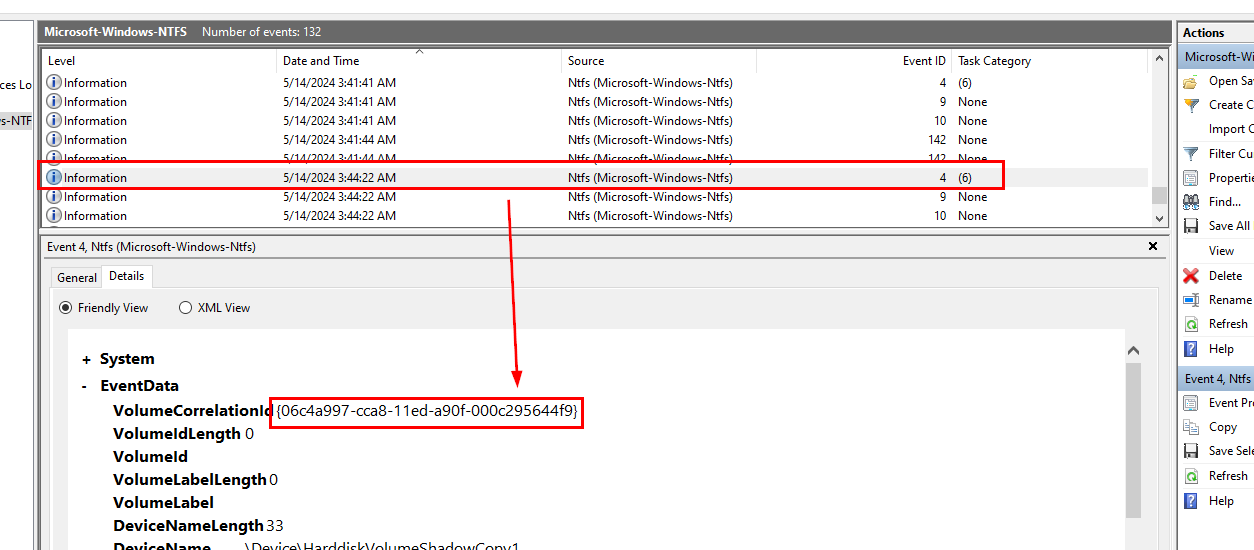 Microsoft-Windows-NTFS Number of events: 132
Actions
Level Date and Time Source Event ID Task Category
Microsoft-Wi
Information 5/14/2024 3:41:41 AM Ntfs (Microsoft-Windows-Ntfs) 4 (6)
Open Sa
ces Lo
Information 5/14/2024 3:41:41 AM Ntfs (Microsoft-Windows-Ntfs) 9 None
Create C
s-NTF
Information 5/14/2024 3:41:41 AM Ntfs (Microsoft-Windows-Ntfs) 10 None
Import C
Information 5/14/2024 3:41:44 AM Ntfs (Microsoft-Windows-Ntfs) 142 None
Filter Cu
Information 5/14/2024 3:41:44 AM Ntfs (Microsoft-Windows-Ntfs) 142 None
Information 5/14/2024 3:44:22 AM Ntfs (Microsoft-Windows-Ntfs) 4 (6)
Propertie
Information 5/14/2024 3:44:22 AM Ntfs (Microsoft-Windows-Ntfs) 9 None
Find...
Information 5/14/2024 3:44:22 AM Ntfs (Microsoft-Windows-Ntfs) 10 None
Save All
Event 4, Ntfs (Microsoft-Windows-Ntfs)
View
General Details
Delete
Friendly View XML View
Rename
Refresh
Help
+ System
- EventData
Event 4, Ntfs
VolumeCorrelationId {06c4a997-cca8-11ed-a90f-000c295644f9}
Event Pro
VolumeIdLength 0
Copy
VolumeId
Save Sele
VolumeLabelLength 0
Refresh
VolumeLabel
Help
DeviceNameLength 33
DeviceName \Device\HarddiskVolumeShadowCopy1